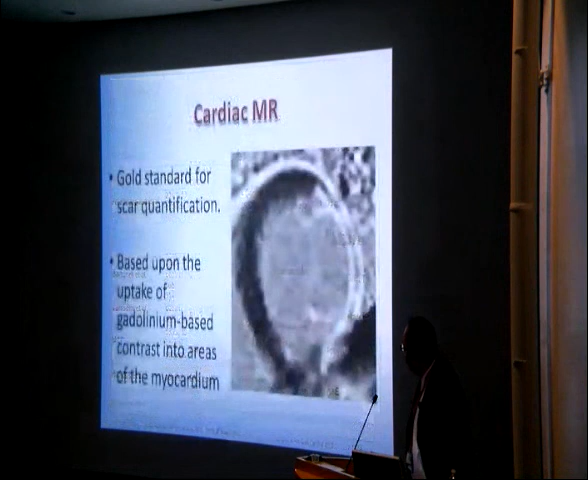 Cardiac MR
• Gold standard for
scar quantification.
• Based upon the
uptake of
gadolinium-based
contrast into areas
of the myocardium